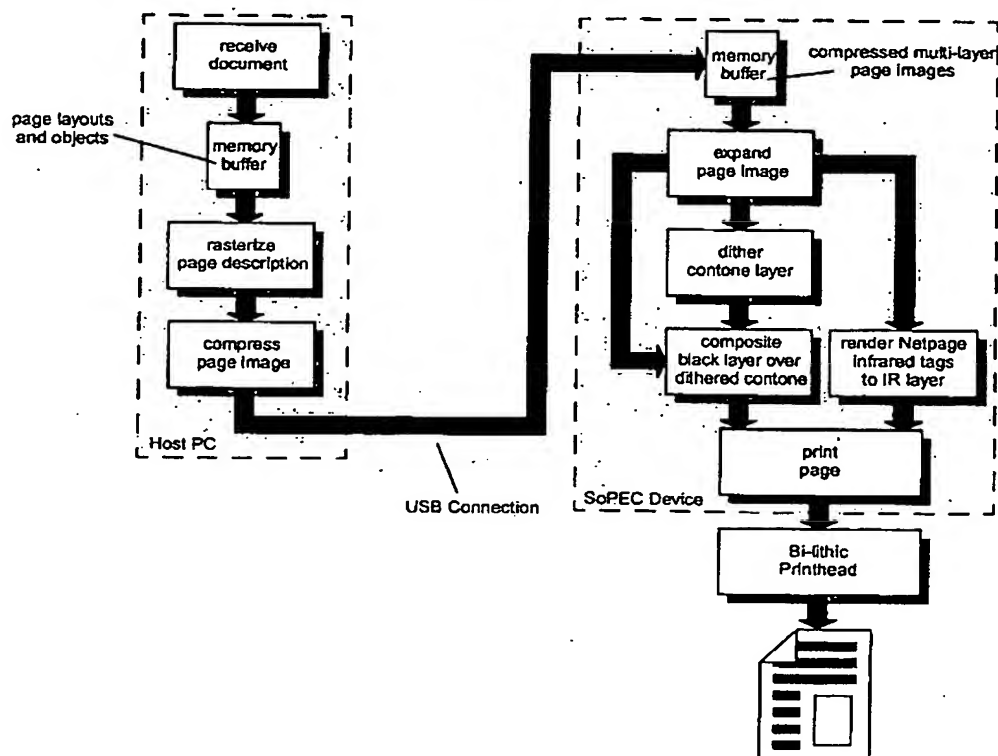 receive
document
page layouts
and objects
memory
buffer
rasterize
page description
compress
page image
Host PC
USB Connection
memory
buffer
compressed multi-layer
page images
expand
page image
dither
contone layer
composite
black layer over
dithered contone
render Netpage
infrared tags
to IR layer
print
page
SoPEC Device
Bi-lithic
Printhead